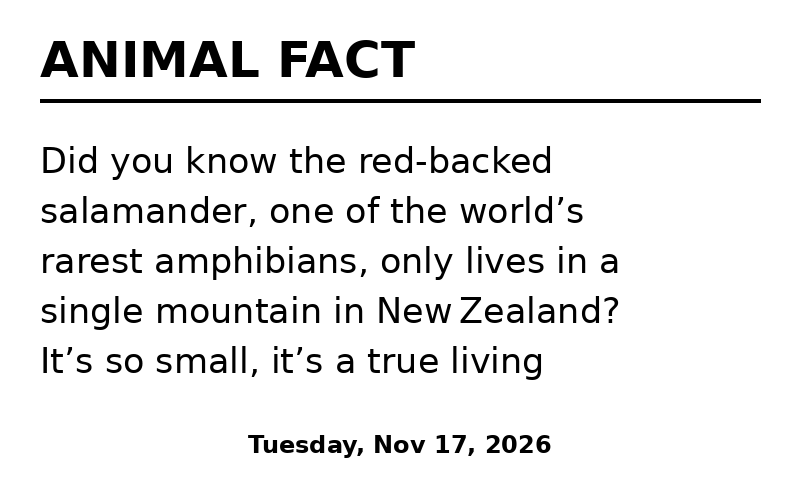 ANIMAL FACT
Did you know the red-backed
salamander, one of the world’s
rarest amphibians, only lives in a
single mountain in New Zealand?
It’s so small, it’s a true living
Tuesday, Nov 17, 2026